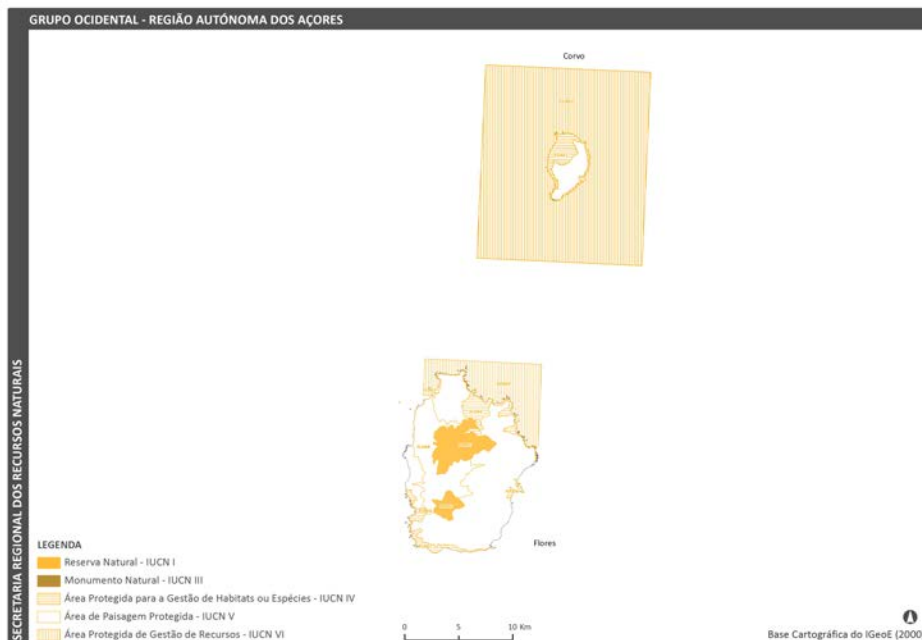 GRUPO OCIDENTAL - REGIÃO AUTÓNOMA DOS AÇORES
SECRETARIA REGIONAL DOS RECURSOS NATURAIS
Corvo
Flores
LEGENDA
Reserva Natural - IUCN I
Monumento Natural - IUCN III
Área Protegida para a Gestão de Habitats ou Espécies - IUCN IV
Área de Paisagem Protegida - IUCN V
Área Protegida de Gestão de Recursos - IUCN VI
0 5 10 Km
Base Cartográfica do IGeoE (2000